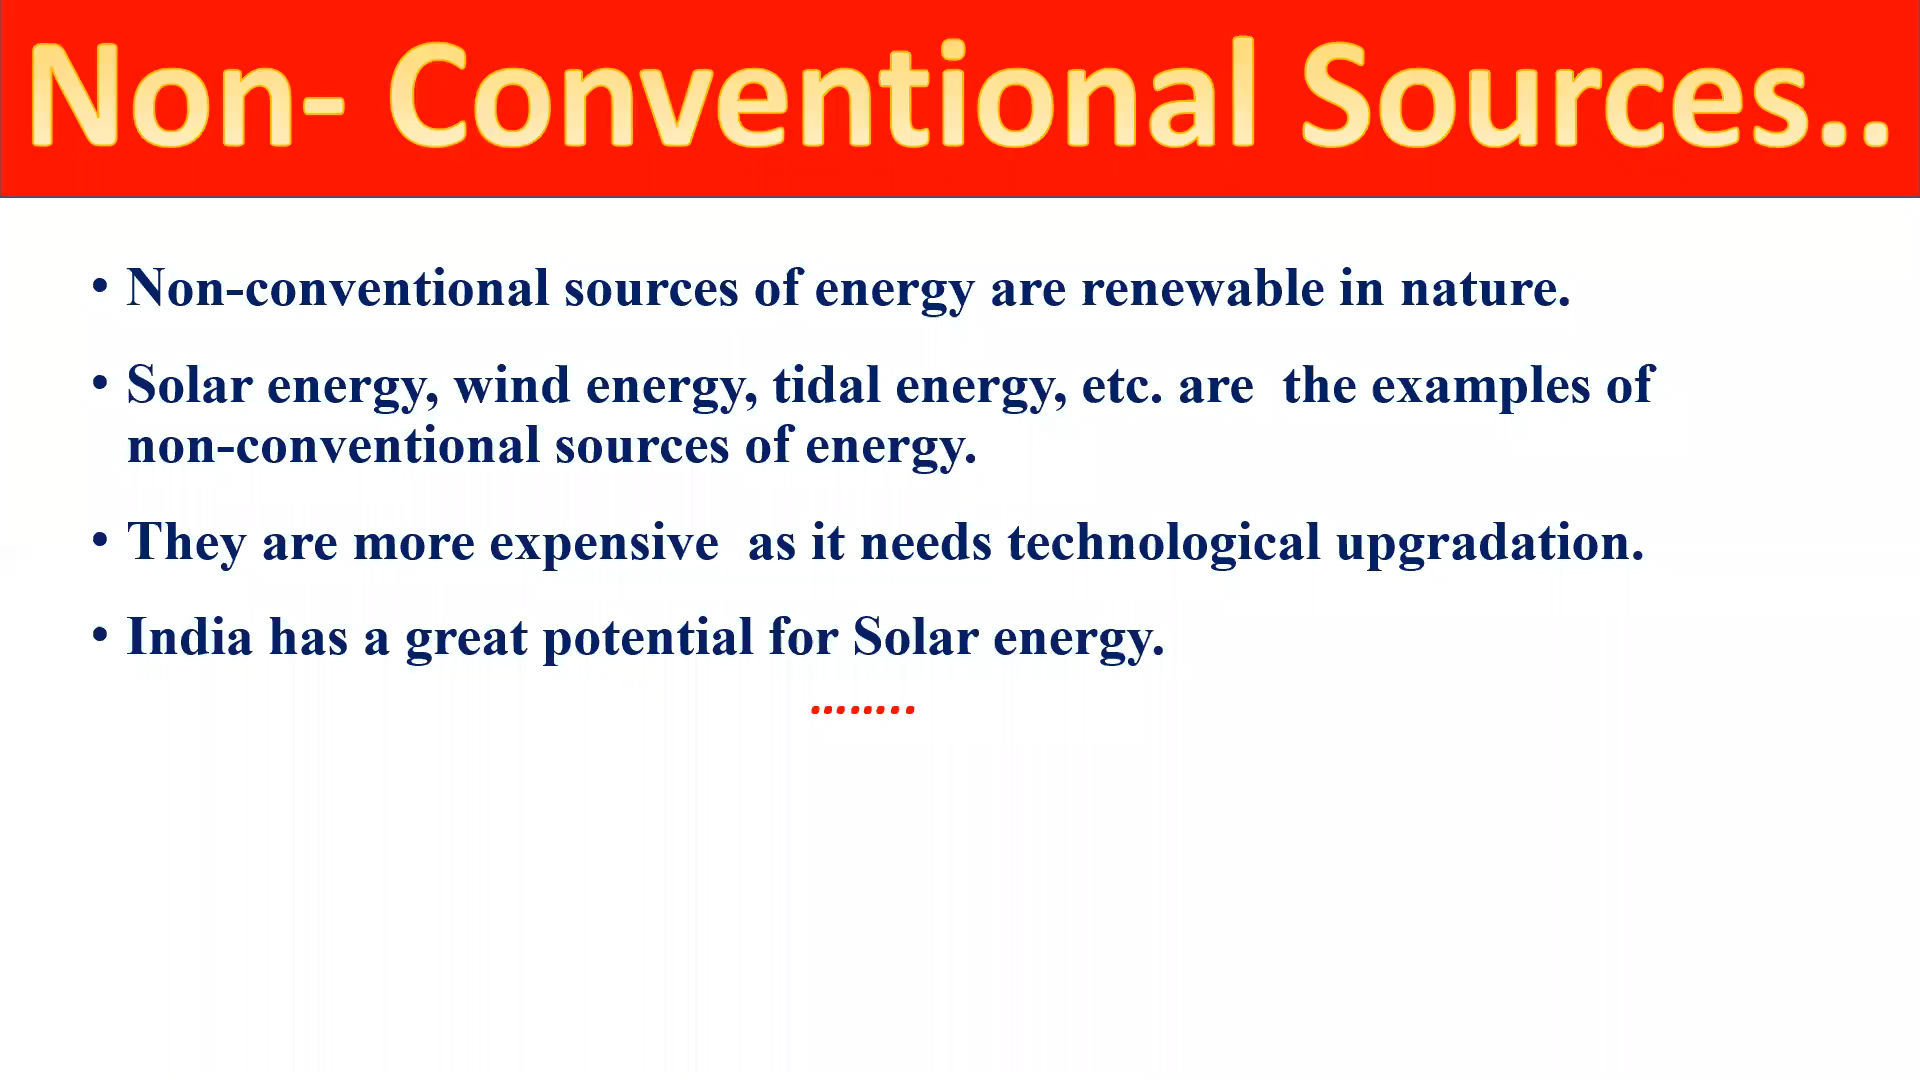 Non- Conventional Sources..
• Non-conventional sources of energy are renewable in nature.
• Solar energy, wind energy, tidal energy, etc. are  the examples of
non-conventional sources of energy.
• They are more expensive  as it needs technological upgradation.
• India has a great potential for Solar energy.
........